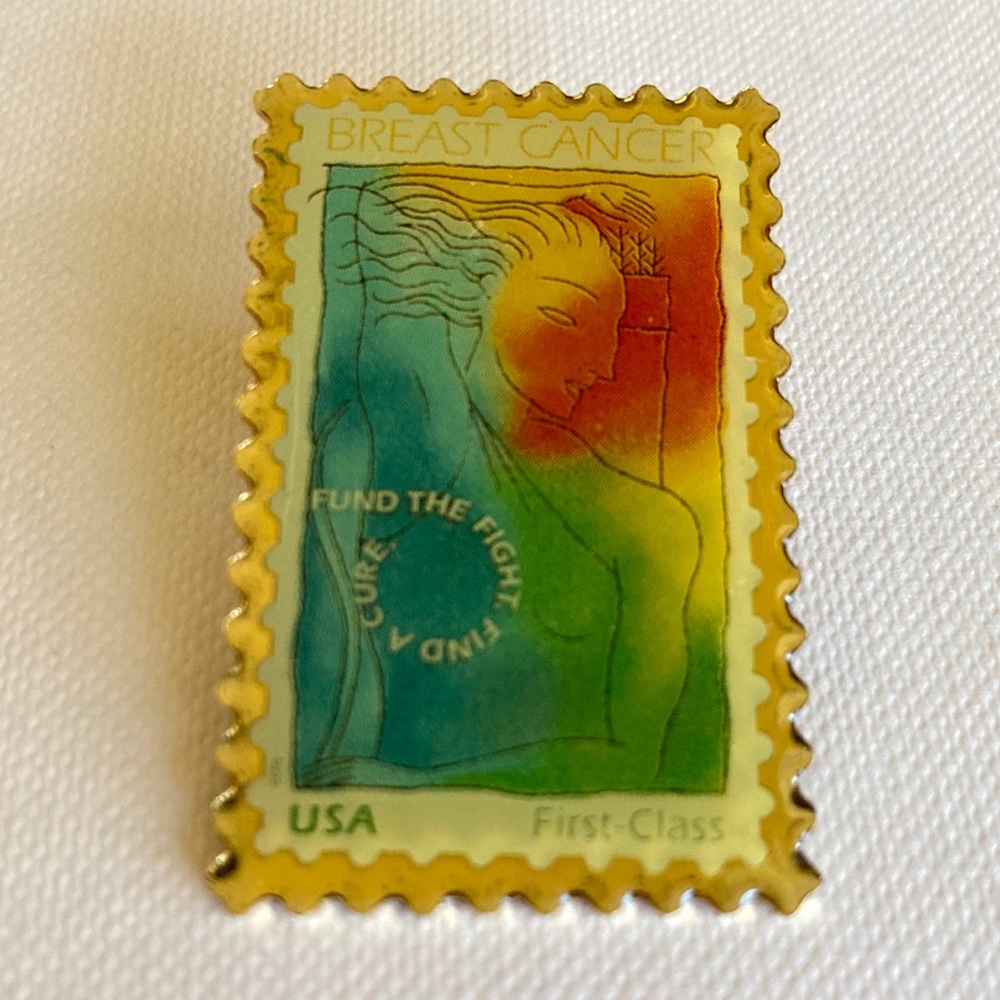 BREAST CANCER
FUND THE FIGHT. FIND A CURE.
USA
First-Class